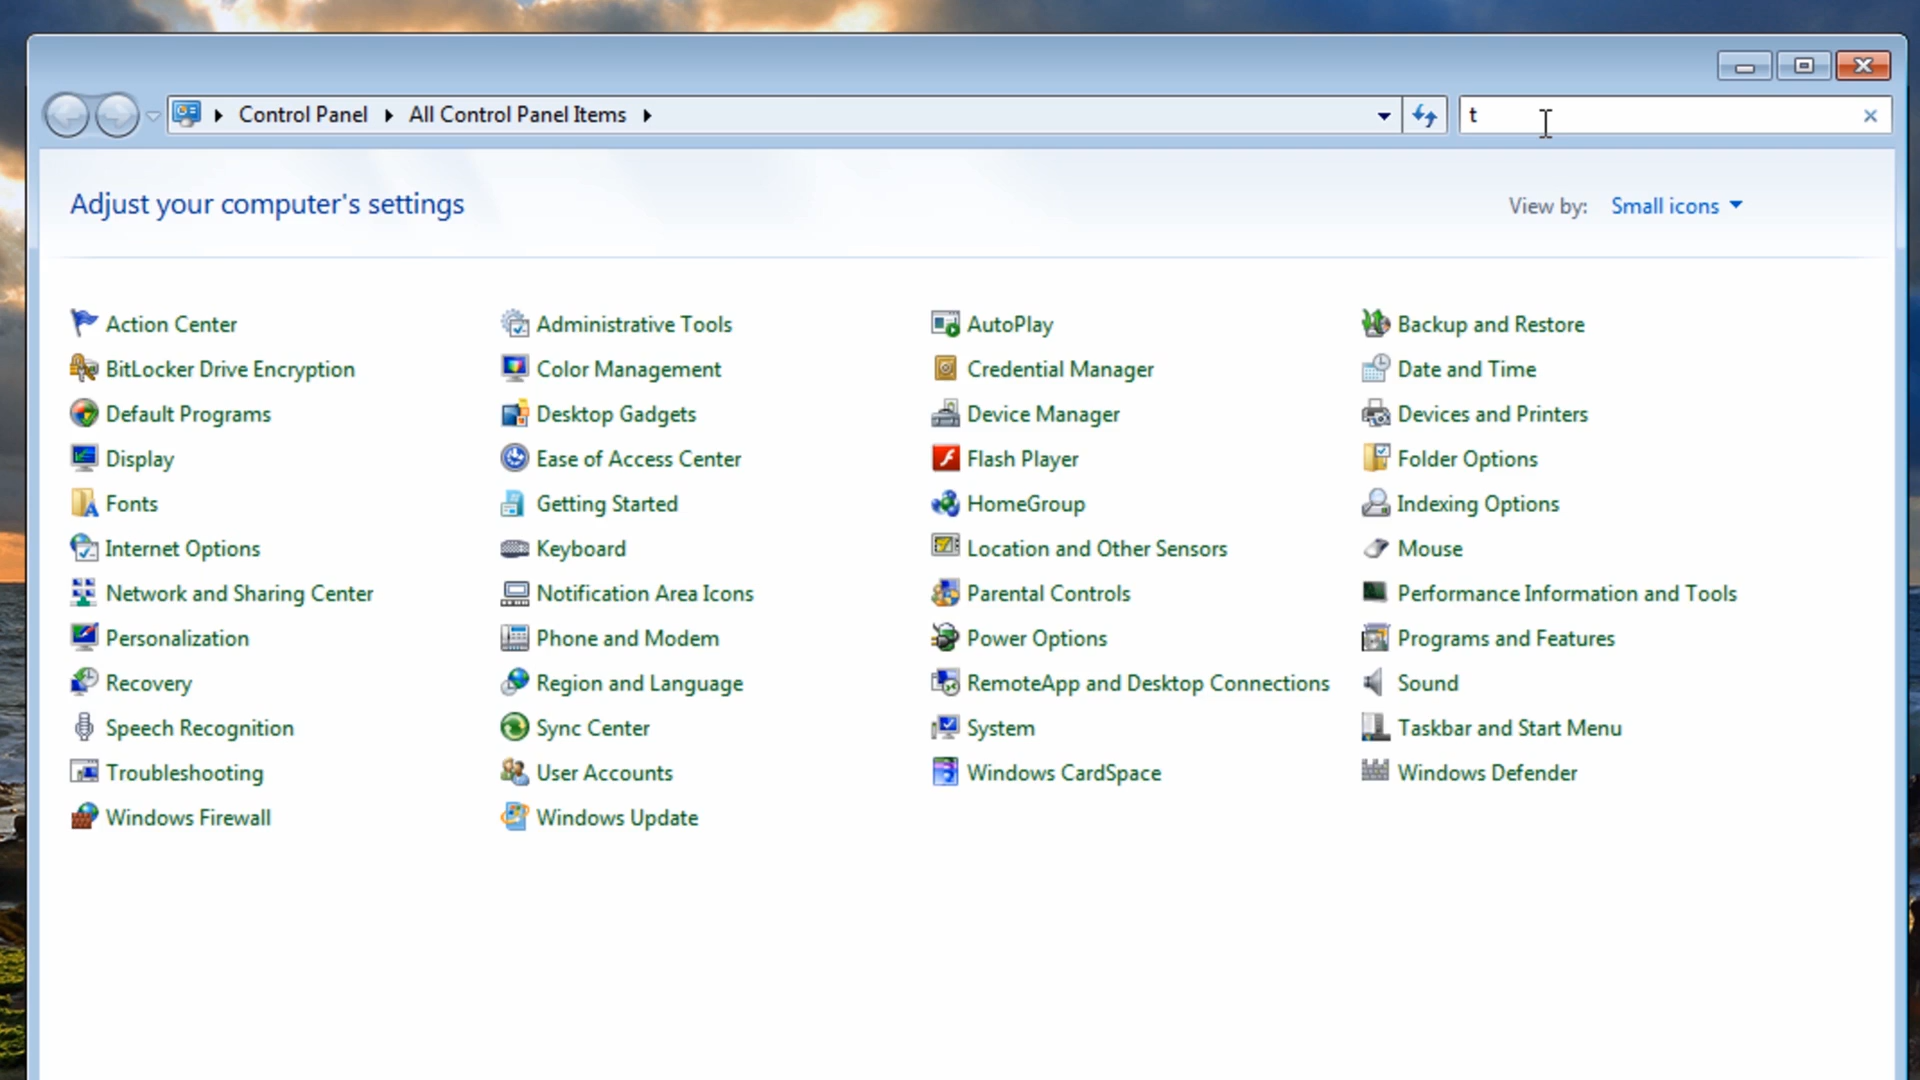 Control Panel All Control Panel Items t
Adjust your computer's settings View by: Small icons
Action Center Administrative Tools AutoPlay Backup and Restore
BitLocker Drive Encryption Color Management Credential Manager Date and Time
Default Programs Desktop Gadgets Device Manager Devices and Printers
Display Ease of Access Center Flash Player Folder Options
Fonts Getting Started HomeGroup Indexing Options
Internet Options Keyboard Location and Other Sensors Mouse
Network and Sharing Center Notification Area Icons Parental Controls Performance Information and Tools
Personalization Phone and Modem Power Options Programs and Features
Recovery Region and Language RemoteApp and Desktop Connections Sound
Speech Recognition Sync Center System Taskbar and Start Menu
Troubleshooting User Accounts Windows CardSpace Windows Defender
Windows Firewall Windows Update